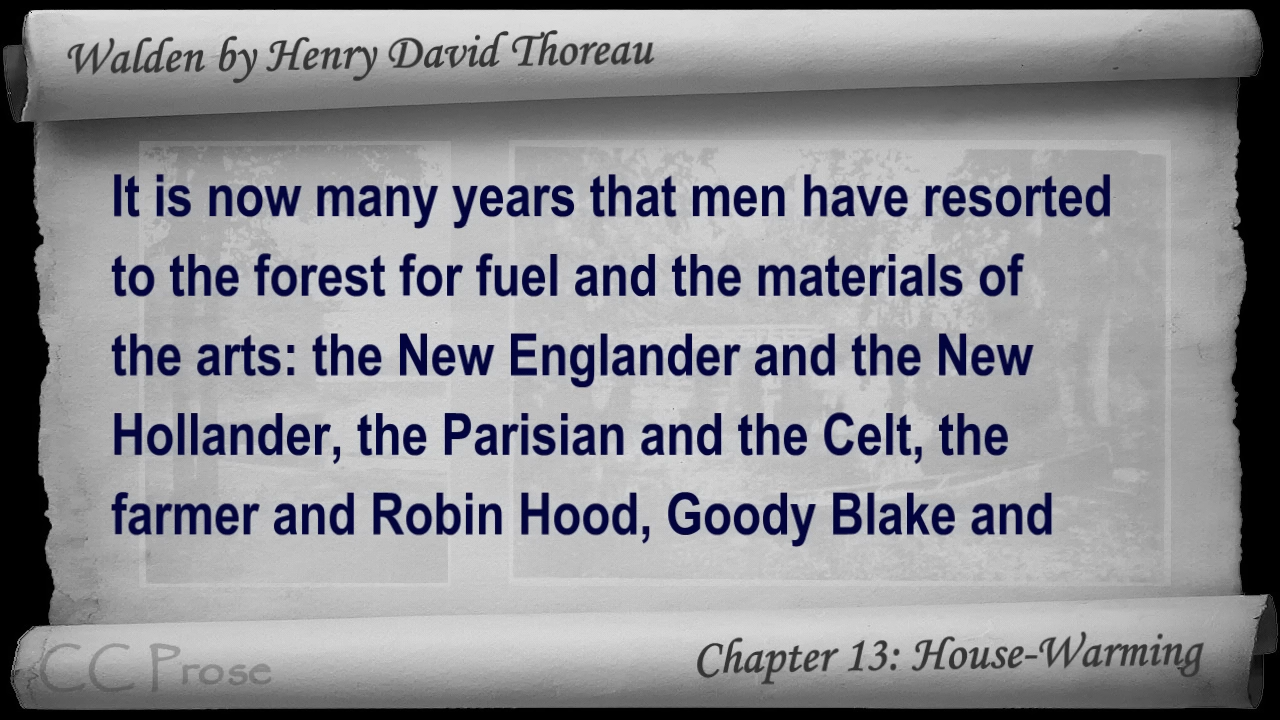 Walden by Henry David Thoreau
It is now many years that men have resorted
to the forest for fuel and the materials of
the arts: the New Englander and the New
Hollander, the Parisian and the Celt, the
farmer and Robin Hood, Goody Blake and
CC Prose
Chapter 13: House-Warming